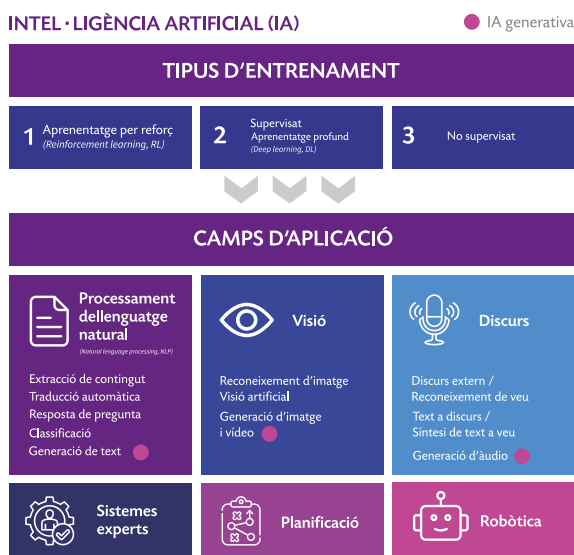 INTEL·LIGÈNCIA ARTIFICIAL (IA)
IA generativa
TIPUS D’ENTRENAMENT
1 Aprenentatge per reforç
(Reinforcement learning, RL)
2 Supervisat
Aprenentatge profund
(Deep learning, DL)
3 No supervisat
CAMPS D’APLICACIÓ
Processament
dellenguatge
natural
(Natural lenguage processing, NLP)
Extracció de contingut
Traducció automàtica
Resposta de pregunta
Classificació
Generació de text
Visió
Reconeixement d’imatge
Visió artificial
Generació d’imatge
i vídeo
Discurs
Discurs extern /
Reconeixement de veu
Text a discurs /
Síntesi de text a veu
Generació d’àudio
Sistemes
experts
Planificació
Robòtica